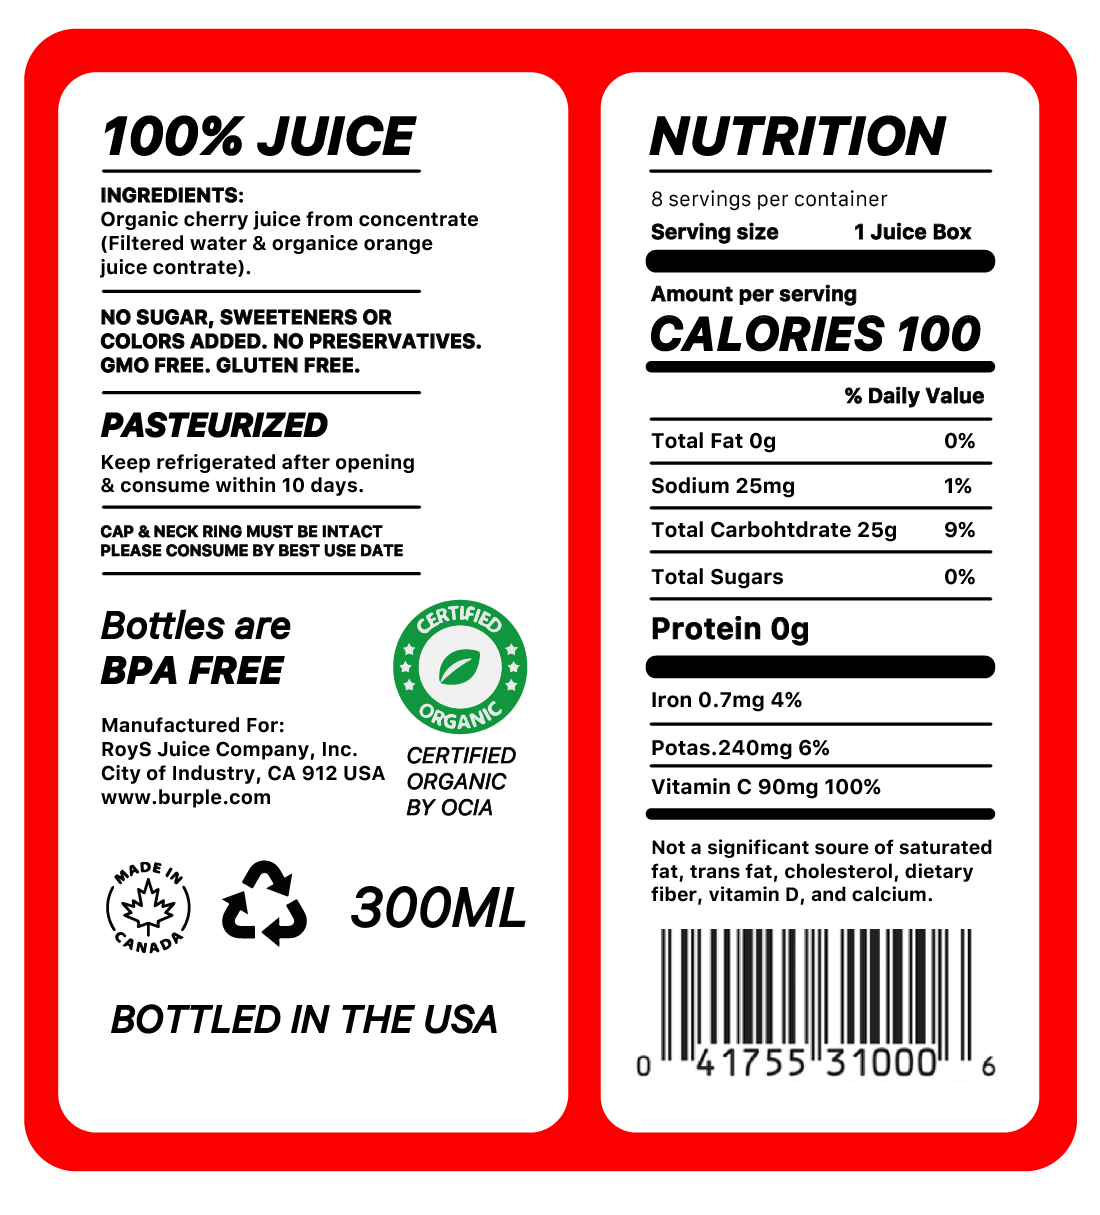 100% JUICE
INGREDIENTS:
Organic cherry juice from concentrate
(Filtered water & organice orange
juice contrate).
NO SUGAR, SWEETENERS OR
COLORS ADDED. NO PRESERVATIVES.
GMO FREE. GLUTEN FREE.
PASTEURIZED
Keep refrigerated after opening
& consume within 10 days.
CAP & NECK RING MUST BE INTACT
PLEASE CONSUME BY BEST USE DATE
Bottles are
BPA FREE
Manufactured For:
RoyS Juice Company, Inc.
City of Industry, CA 912 USA
www.burple.com
CERTIFIED
ORGANIC
CERTIFIED
ORGANIC
BY OCIA
MADE IN
CANADA
300ML
BOTTLED IN THE USA
NUTRITION
8 servings per container
Serving size 1 Juice Box
Amount per serving
CALORIES 100
% Daily Value
Total Fat 0g 0%
Sodium 25mg 1%
Total Carbohtdrate 25g 9%
Total Sugars 0%
Protein 0g
Iron 0.7mg 4%
Potas.240mg 6%
Vitamin C 90mg 100%
Not a significant soure of saturated
fat, trans fat, cholesterol, dietary
fiber, vitamin D, and calcium.
0 41755 31000 6